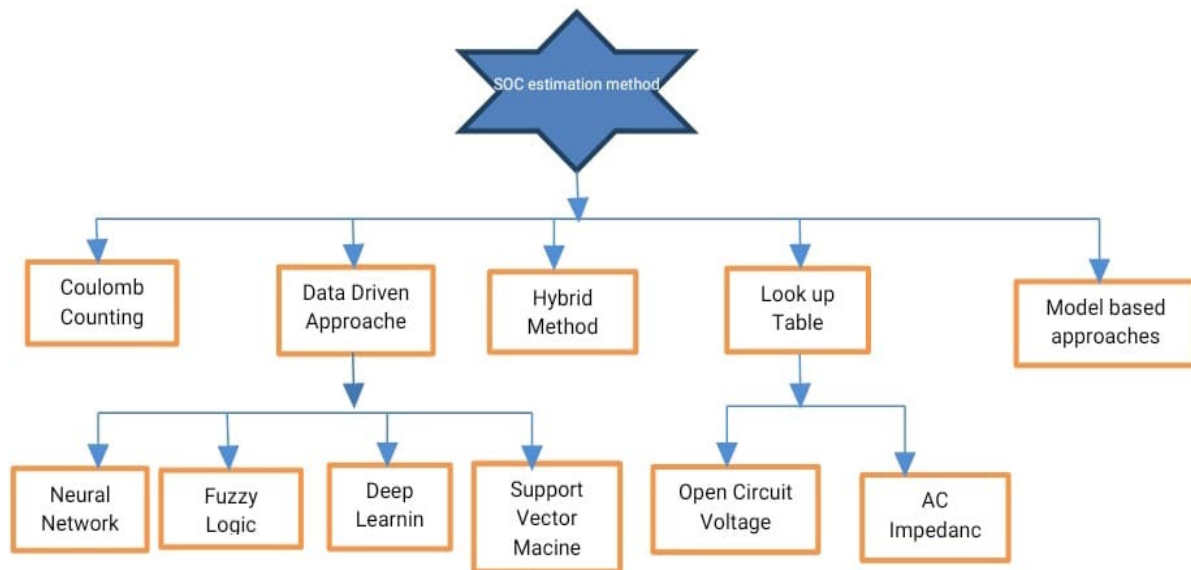 SOC estimation method
Coulomb
Counting
Data Driven
Approache
Hybrid
Method
Look up
Table
Model based
approaches
Neural
Network
Fuzzy
Logic
Deep
Learnin
Support
Vector
Macine
Open Circuit
Voltage
AC
Impedanc